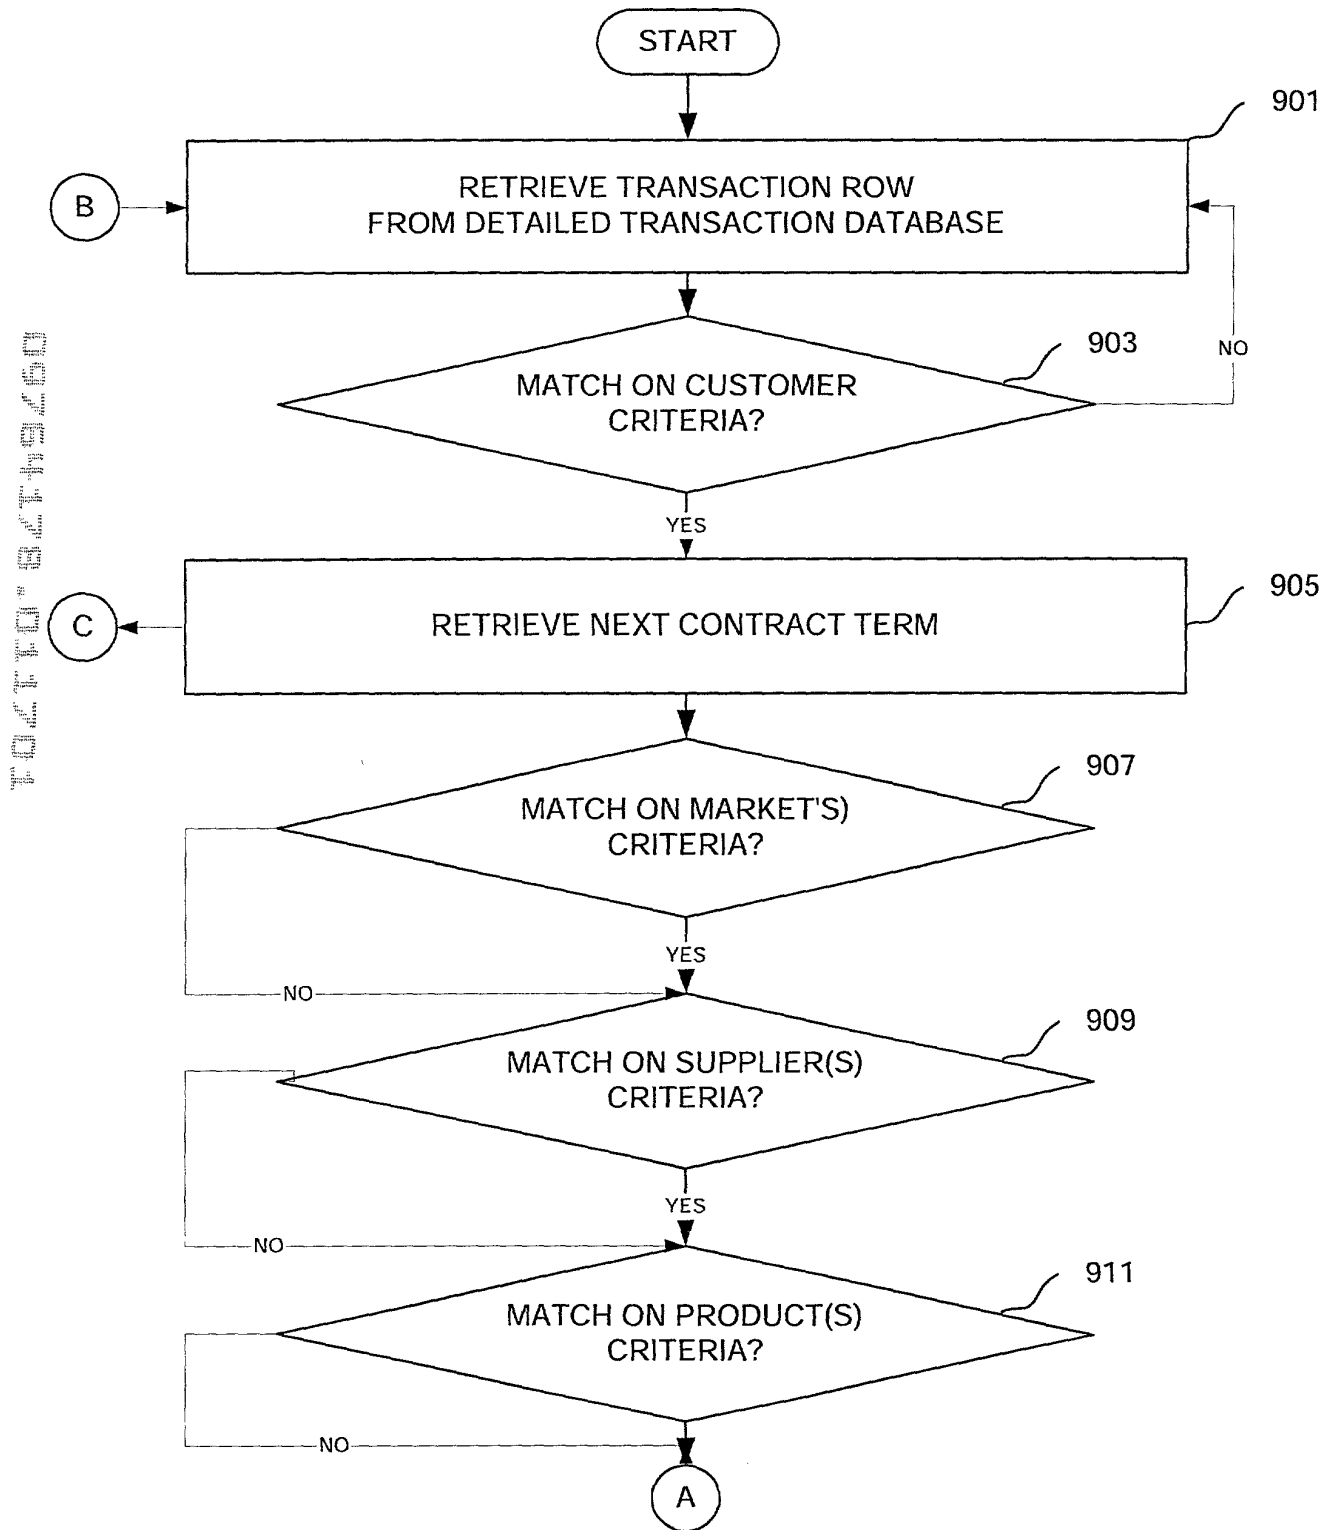 START
901
RETRIEVE TRANSACTION ROW
FROM DETAILED TRANSACTION DATABASE
B
903
NO
MATCH ON CUSTOMER
CRITERIA?
YES
905
C
RETRIEVE NEXT CONTRACT TERM
907
MATCH ON MARKET'S)
CRITERIA?
YES
NO
909
MATCH ON SUPPLIER(S)
CRITERIA?
YES
NO
911
MATCH ON PRODUCT(S)
CRITERIA?
NO
A